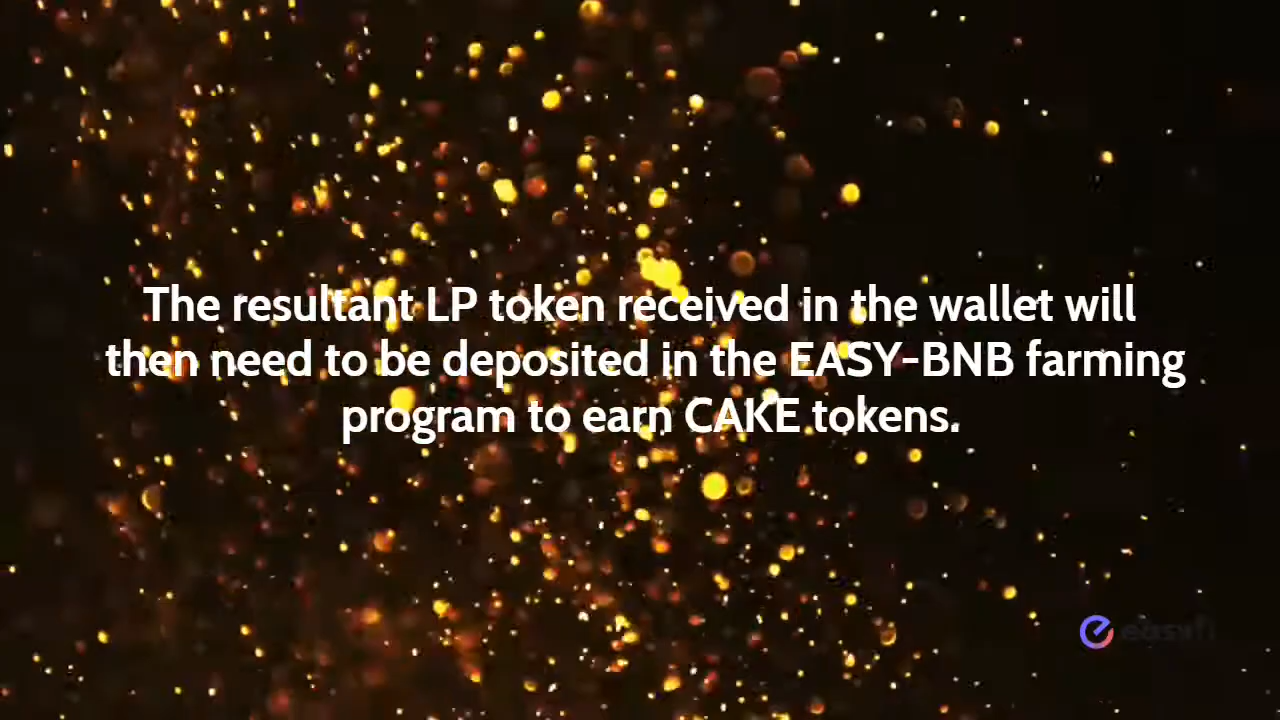 The resultant LP token received in the wallet will
then need to be deposited in the EASY-BNB farming
program to earn CAKE tokens.
easyfi